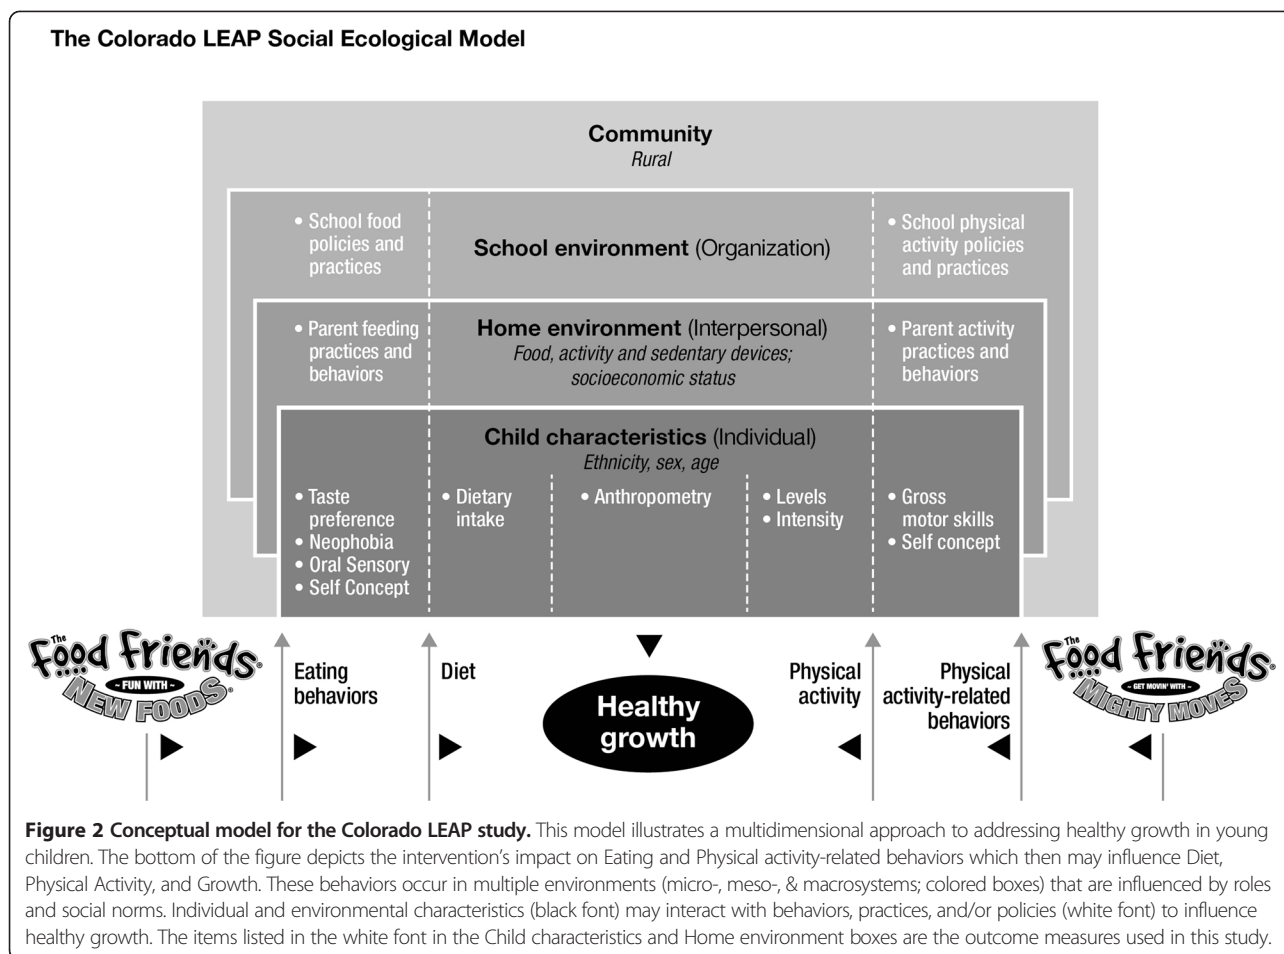 The Colorado LEAP Social Ecological Model
Community
Rural
• School food
policies and
practices
School environment (Organization)
• School physical
activity policies
and practices
• Parent feeding
practices and
behaviors
Home environment (Interpersonal)
Food, activity and sedentary devices;
socioeconomic status
• Parent activity
practices and
behaviors
Child characteristics (Individual)
Ethnicity, sex, age
• Taste
preference
• Neophobia
• Oral Sensory
• Self Concept
• Dietary
intake
• Anthropometry
• Levels
• Intensity
• Gross
motor skills
• Self concept
The
Food Friends®
~ FUN WITH ~
NEW FOODS®
Eating
behaviors
Diet
Healthy
growth
Physical
activity
Physical
activity-related
behaviors
The
Food Friends®
~ GET MOVIN' WITH ~
MIGHTY MOVES
Figure 2 Conceptual model for the Colorado LEAP study. This model illustrates a multidimensional approach to addressing healthy growth in young
children. The bottom of the figure depicts the intervention's impact on Eating and Physical activity-related behaviors which then may influence Diet,
Physical Activity, and Growth. These behaviors occur in multiple environments (micro-, meso-, & macrosystems; colored boxes) that are influenced by roles
and social norms. Individual and environmental characteristics (black font) may interact with behaviors, practices, and/or policies (white font) to influence
healthy growth. The items listed in the white font in the Child characteristics and Home environment boxes are the outcome measures used in this study.